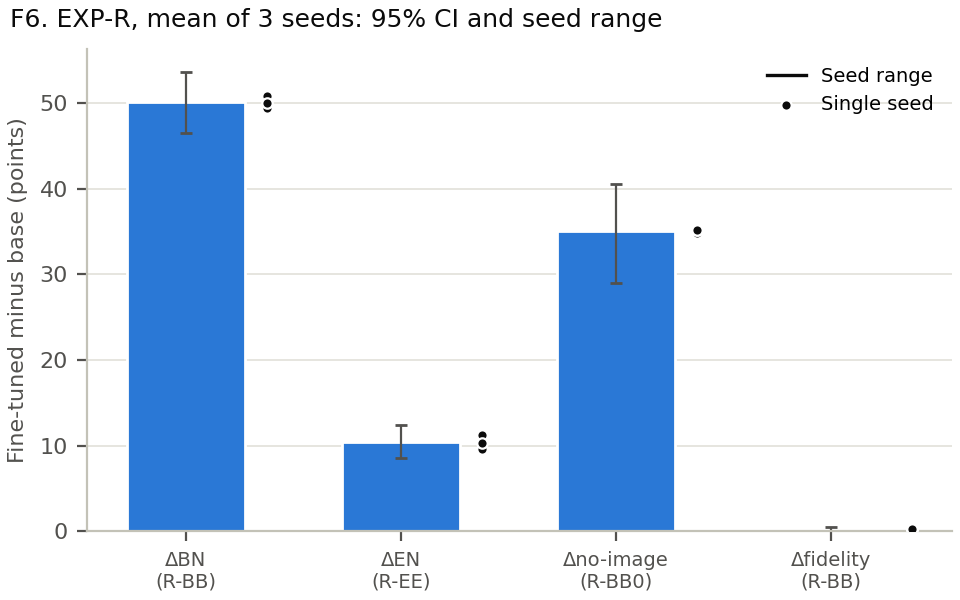 F6. EXP-R, mean of 3 seeds: 95% CI and seed range
Seed range
Single seed
Fine-tuned minus base (points)
50
40
30
20
10
0
ΔBN
(R-BB)
ΔEN
(R-EE)
Δno-image
(R-BB0)
Δfidelity
(R-BB)